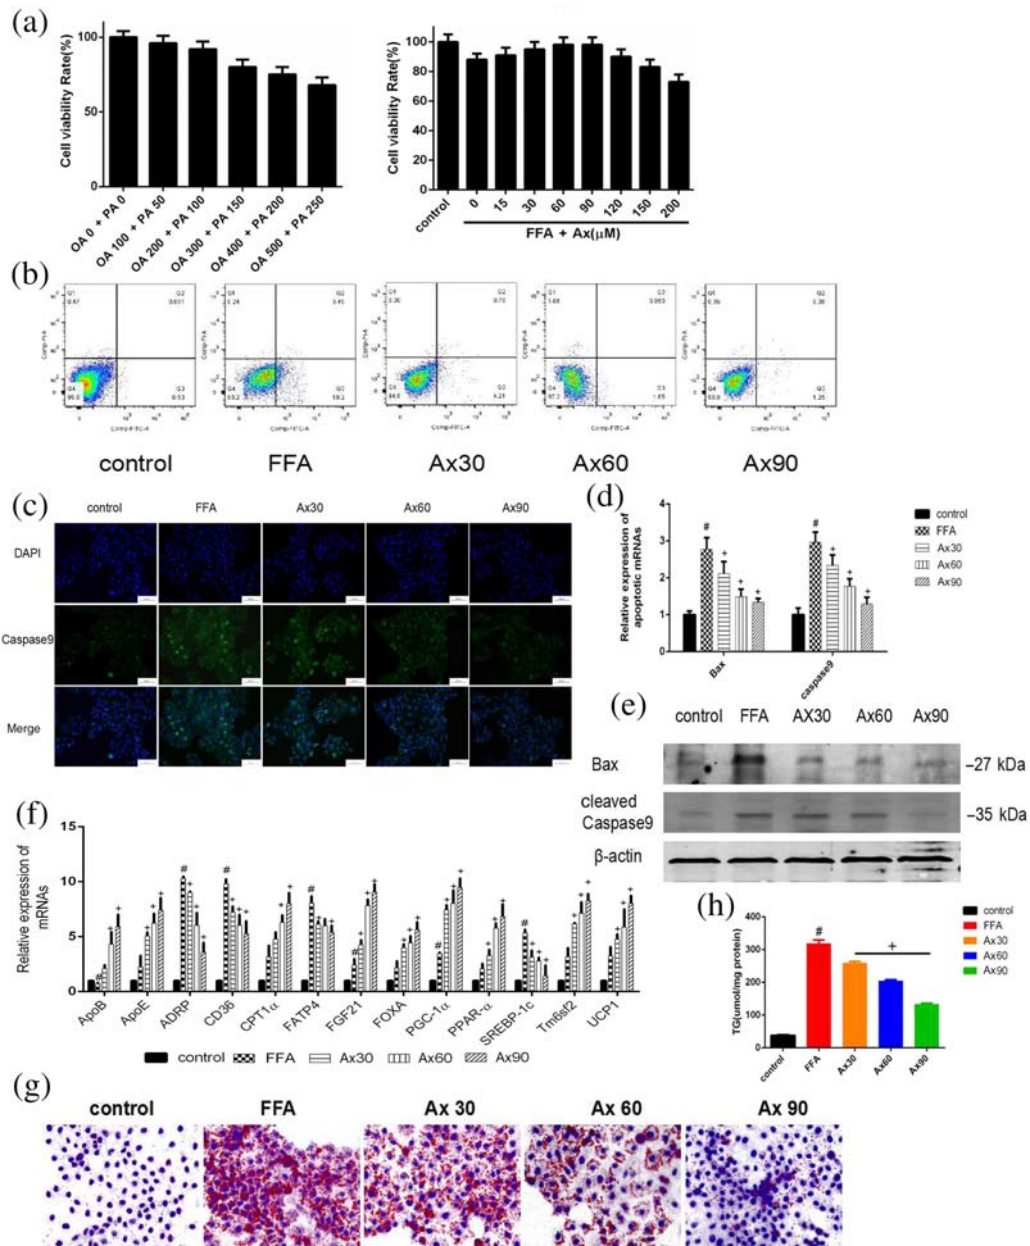 (a)
Cell viability Rate(%)
100
50
0
OA 0 + PA 0
OA 100 + PA 50
OA 200 + PA 100
OA 300 + PA 150
OA 400 + PA 200
OA 500 + PA 250
Cell viability Rate(%)
100
80
60
40
20
0
control
0 15 30 60 90 120 150 200
FFA + Ax(μM)
(b)
Q1
Q2
Q4
Q3
Comp-FITC-A
control FFA Ax30 Ax60 Ax90
(c)
control FFA Ax30 Ax60 Ax90
DAPI
Caspase9
Merge
(d)
Relative expression of
apoptotic mRNAs
4
3
2
1
0
# + + +
# + + +
Bax
caspase9
control
FFA
Ax30
Ax60
Ax90
(e)
control FFA AX30 Ax60 Ax90
Bax
–27 kDa
cleaved
Caspase9
–35 kDa
β-actin
(f)
Relative expression of
mRNAs
15
10
5
0
ApoB
ApoE
ADRP
CD36
CPT1α
FATP4
FGF21
FOXA
PGC-1α
PPAR-α
SREBP-1c
Tm6sf2
UCP1
control FFA Ax30 Ax60 Ax90
(h)
TG(umol/mg protein)
400
300
200
100
0
#
+
control
FFA
Ax30
Ax60
Ax90
control
FFA
Ax30
Ax60
Ax90
(g)
control FFA Ax 30 Ax 60 Ax 90